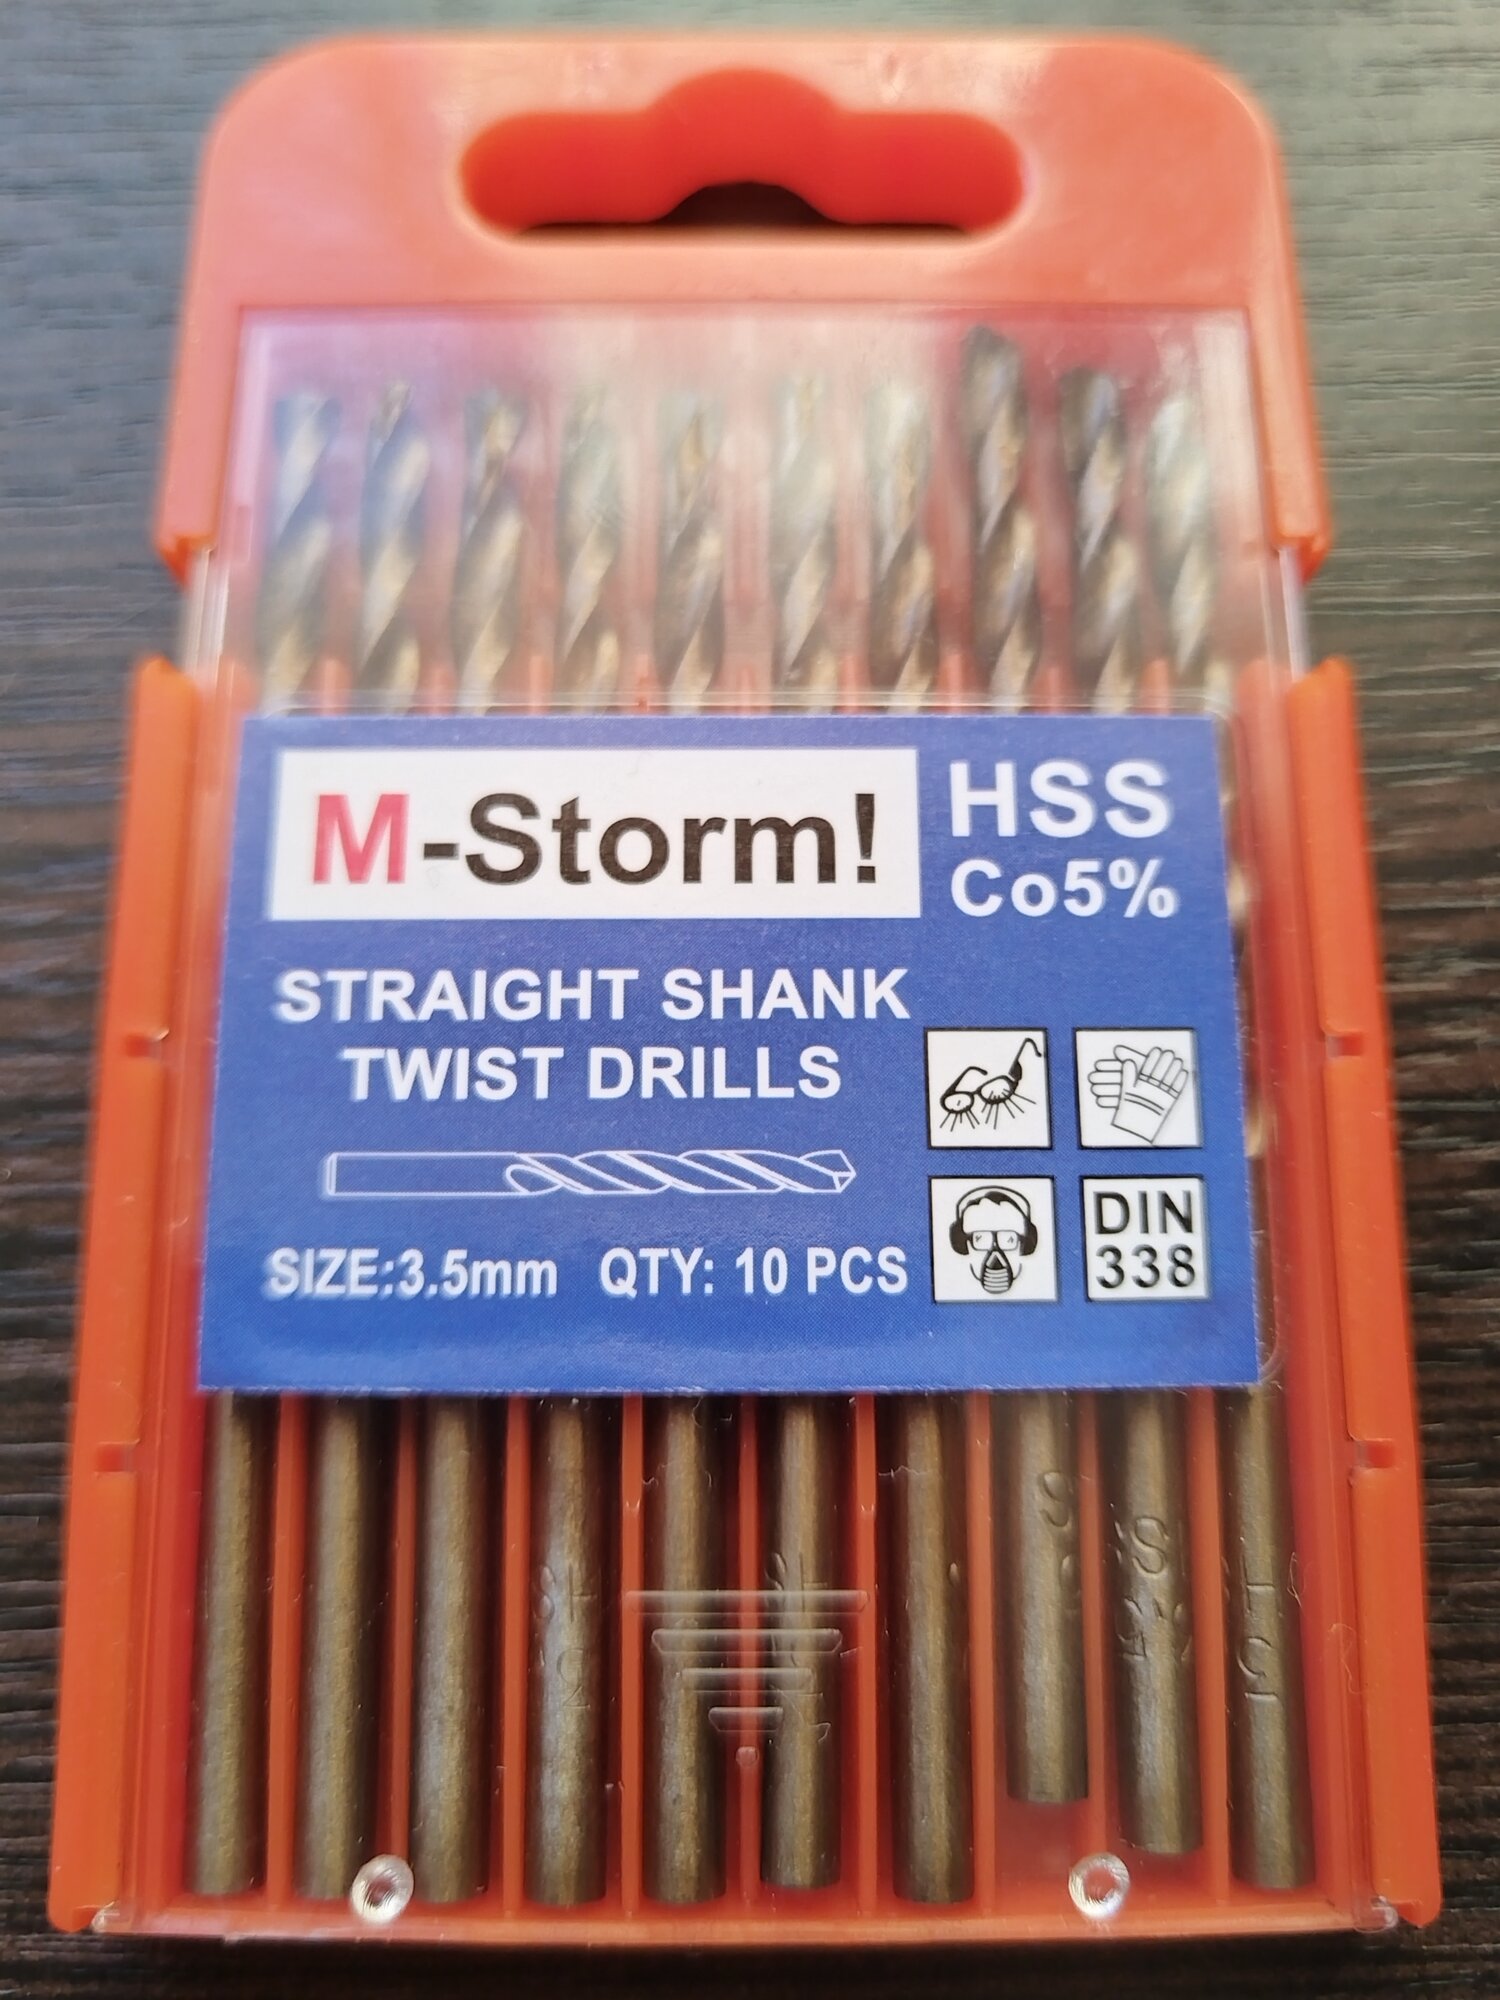 M-Storm!
HSS
Co5%
STRAIGHT SHANK
TWIST DRILLS
SIZE:3.5mm QTY: 10 PCS
DIN
338